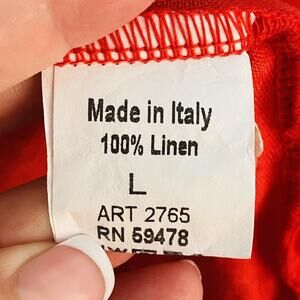 Made in Italy
100% Linen
L
ART 2765
RN 59478